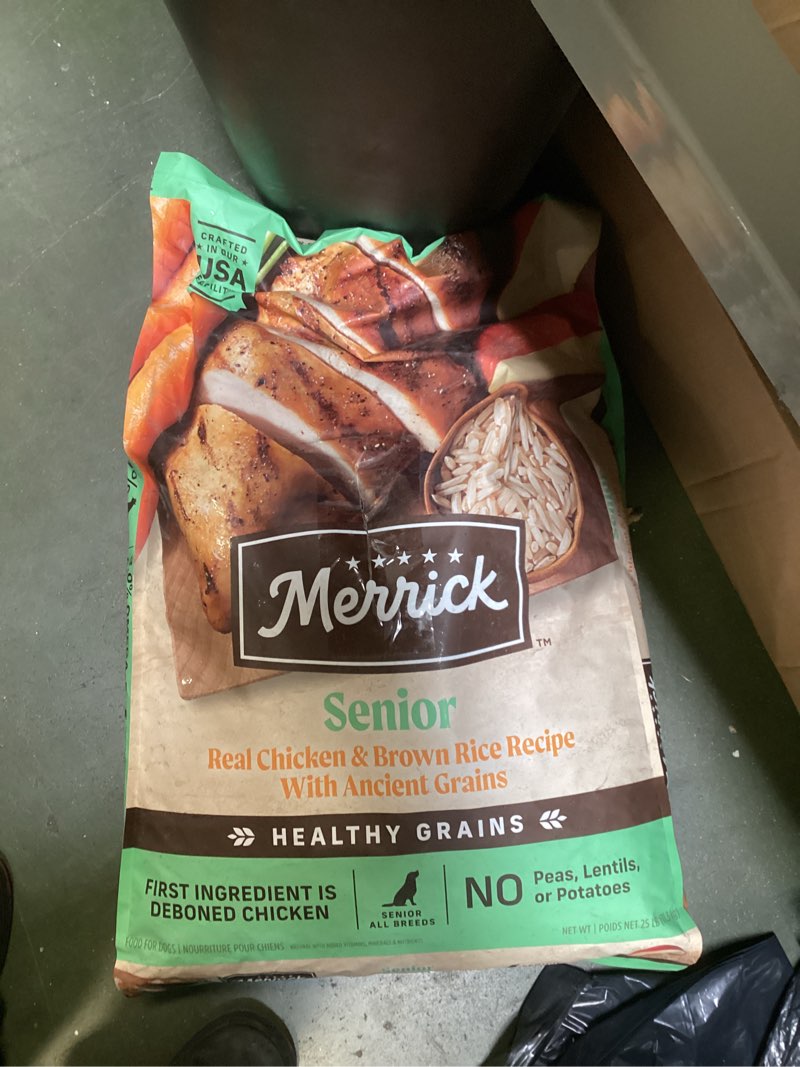 CRAFTED
IN OUR
USA
Merrick
TM
Senior
Real Chicken & Brown Rice Recipe
With Ancient Grains
HEALTHY GRAINS
FIRST INGREDIENT IS
DEBONED CHICKEN
SENIOR
ALL BREEDS
NO
Peas, Lentils,
or Potatoes
NET WT | POIDS NET 25 LB
FOOD FOR DOGS | NOURRITURE POUR CHIENS